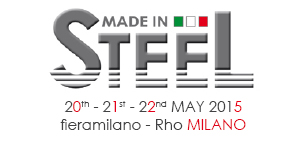 MADE IN
STEEL
20th - 21st - 22nd MAY 2015
fieramilano - Rho MILANO